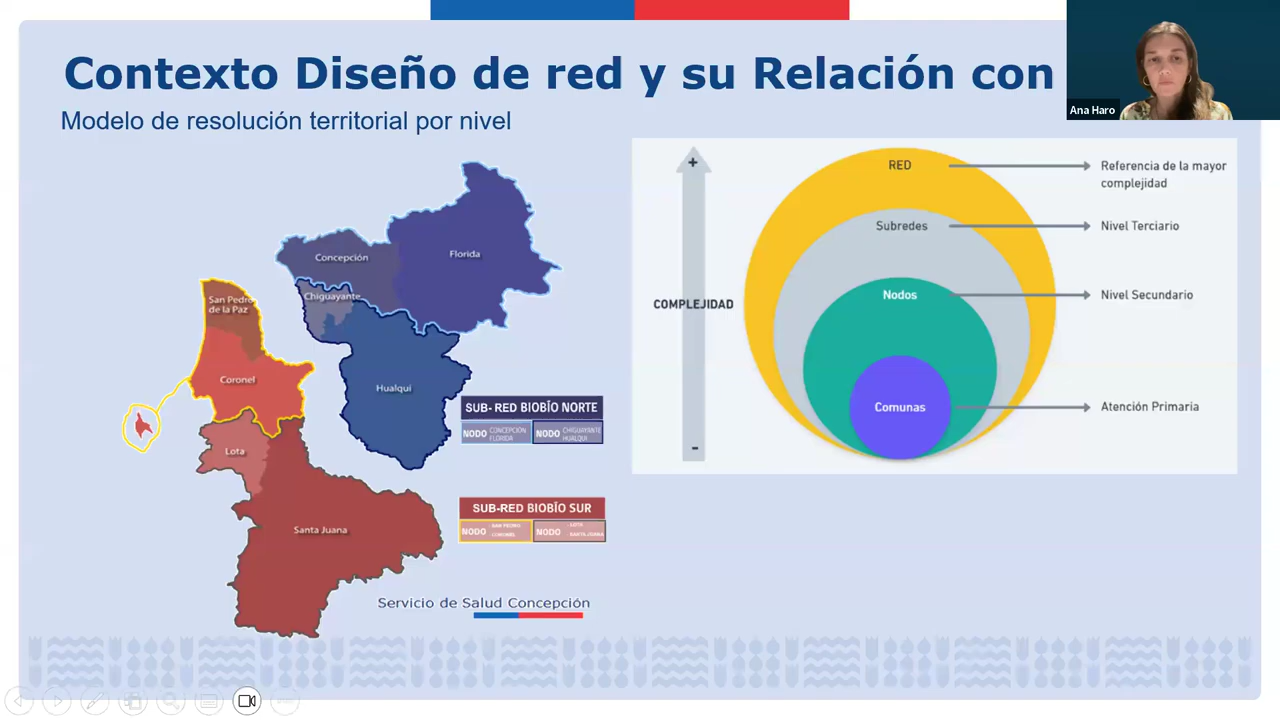 Contexto Diseño de red y su Relación con
Ana Haro
Modelo de resolución territorial por nivel
Concepción
Florida
Chiguayante
San Pedro
de la Paz
Coronel
Hualqui
Lota
Santa Juana
SUB- RED BIOBÍO NORTE
NODO CONCEPCIÓN FLORIDA
NODO CHIGUAYANTE HUALQUI
SUB-RED BIOBÍO SUR
NODO SAN PEDRO CORONEL
NODO LOTA SANTA JUANA
Servicio de Salud Concepción
+
COMPLEJIDAD
-
RED
Referencia de la mayor
complejidad
Subredes
Nivel Terciario
Nodos
Nivel Secundario
Comunas
Atención Primaria